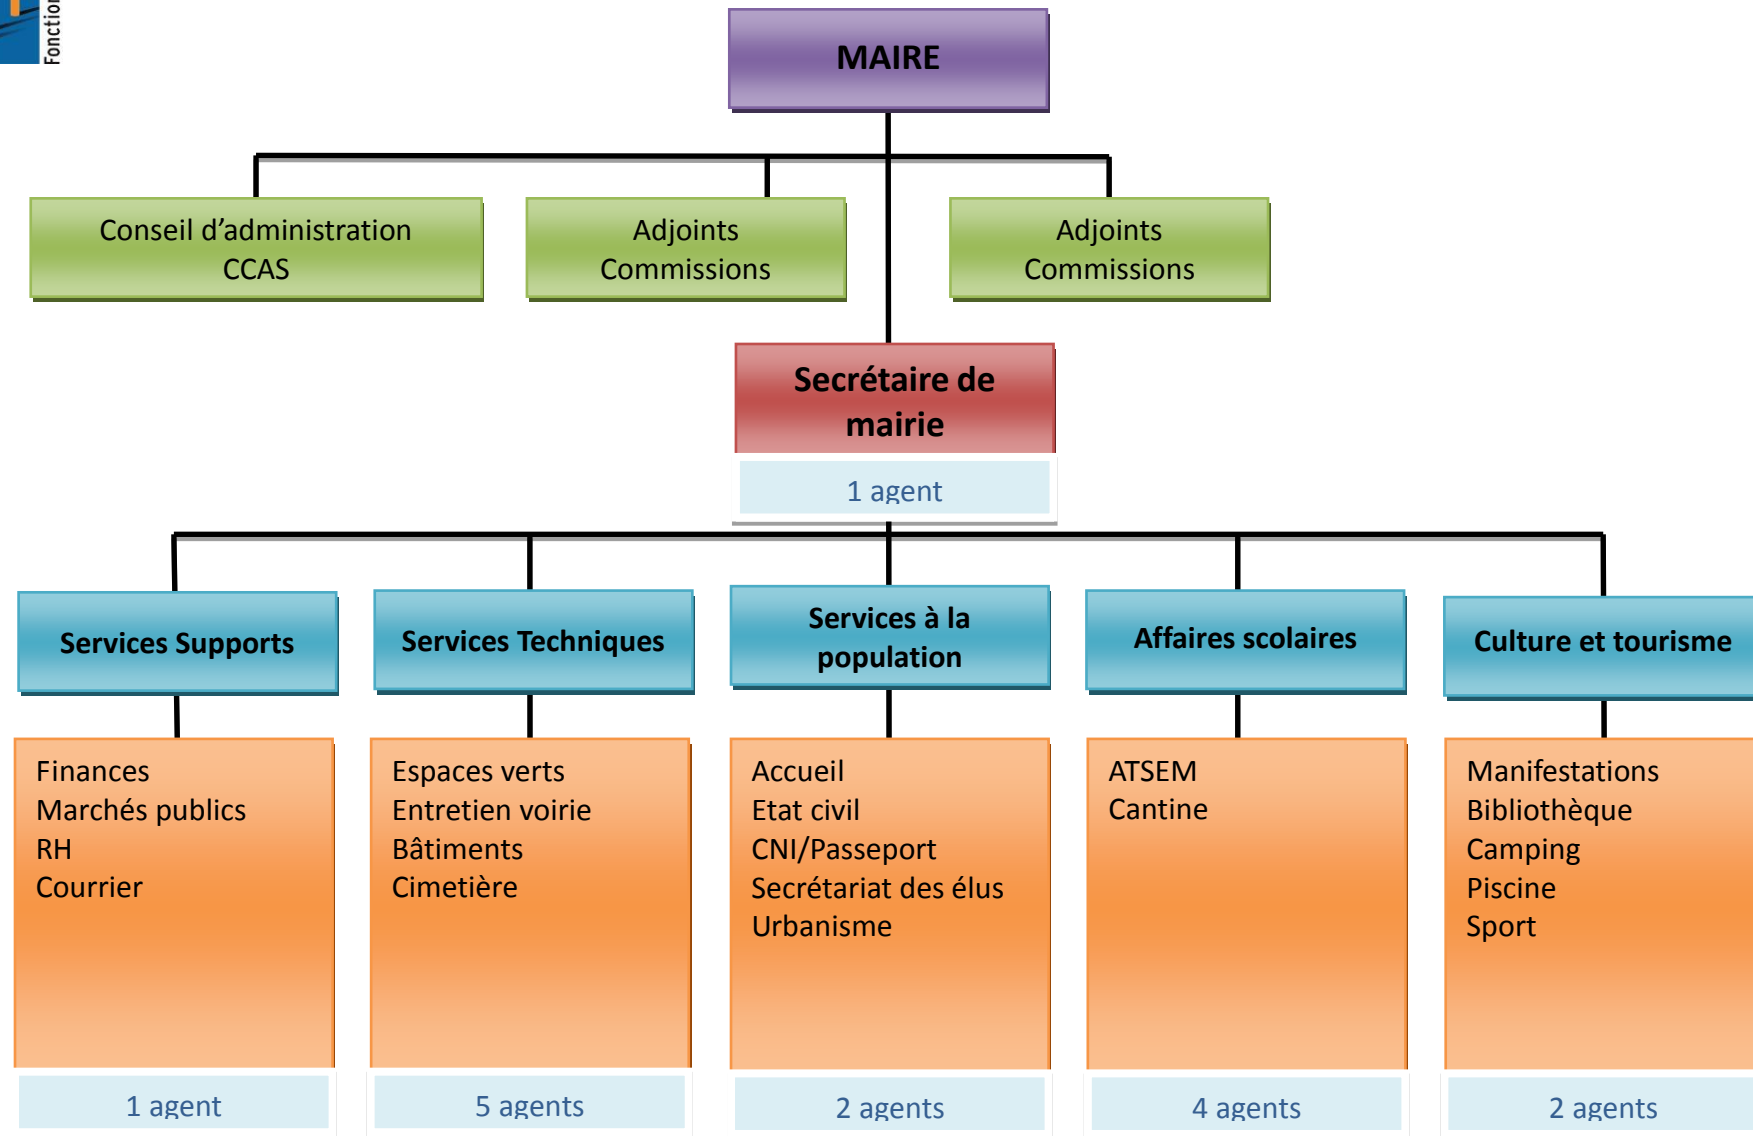 MAIRE
Conseil d’administration
CCAS
Adjoints
Commissions
Adjoints
Commissions
Secrétaire de
mairie
1 agent
Services Supports
Services Techniques
Services à la
population
Affaires scolaires
Culture et tourisme
Finances
Marchés publics
RH
Courrier
Espaces verts
Entretien voirie
Bâtiments
Cimetière
Accueil
Etat civil
CNI/Passeport
Secrétariat des élus
Urbanisme
ATSEM
Cantine
Manifestations
Bibliothèque
Camping
Piscine
Sport
1 agent
5 agents
2 agents
4 agents
2 agents